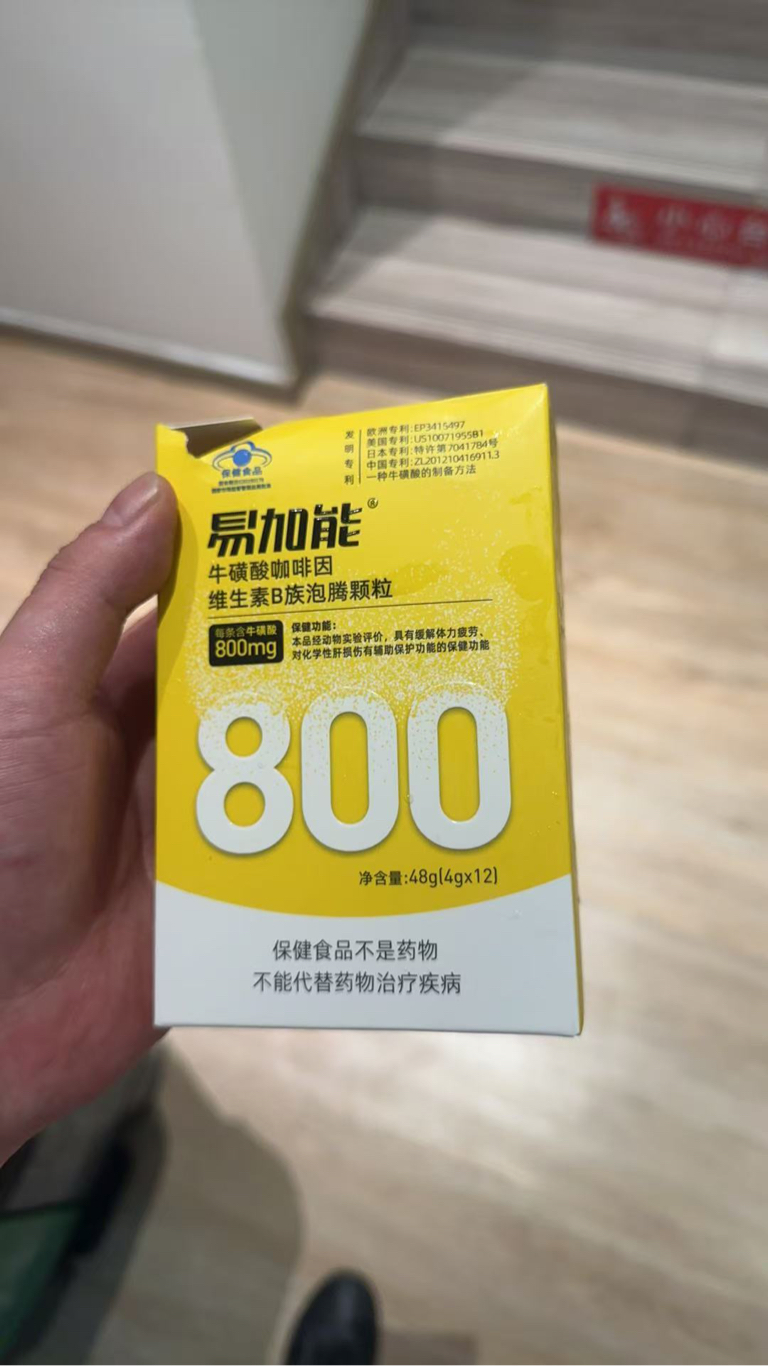 发明专利
欧洲专利:EP3415497
美国专利:US10071955B1
日本专利:特许第7041784号
中国专利:ZL201210416911.3
一种牛磺酸的制备方法
保健食品
易加能®
牛磺酸咖啡因
维生素B族泡腾颗粒
每条含牛磺酸
800mg
保健功能:
本品经动物实验评价,具有缓解体力疲劳、
对化学性肝损伤有辅助保护功能的保健功能
800
净含量:48g(4gx12)
保健食品不是药物
不能代替药物治疗疾病
小心